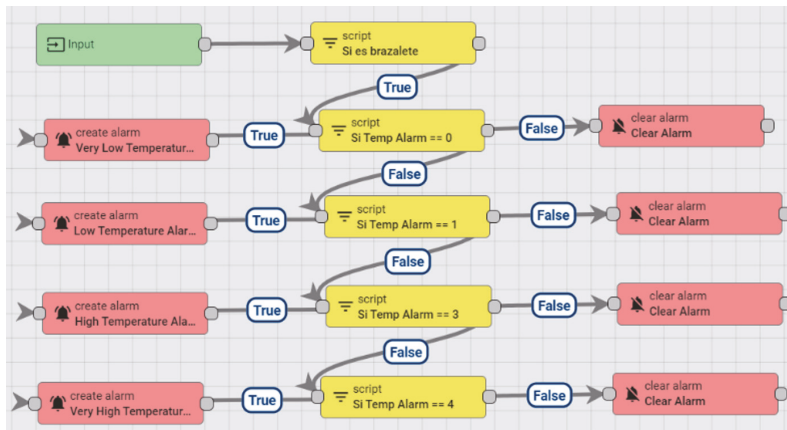 Input
script
Si es brazalete
True
create alarm
Very Low Temperatur...
True
script
Si Temp Alarm == 0
False
clear alarm
Clear Alarm
False
create alarm
Low Temperature Alar...
True
script
Si Temp Alarm == 1
False
clear alarm
Clear Alarm
False
create alarm
High Temperature Ala...
True
script
Si Temp Alarm == 3
False
clear alarm
Clear Alarm
False
create alarm
Very High Temperatur...
True
script
Si Temp Alarm == 4
False
clear alarm
Clear Alarm